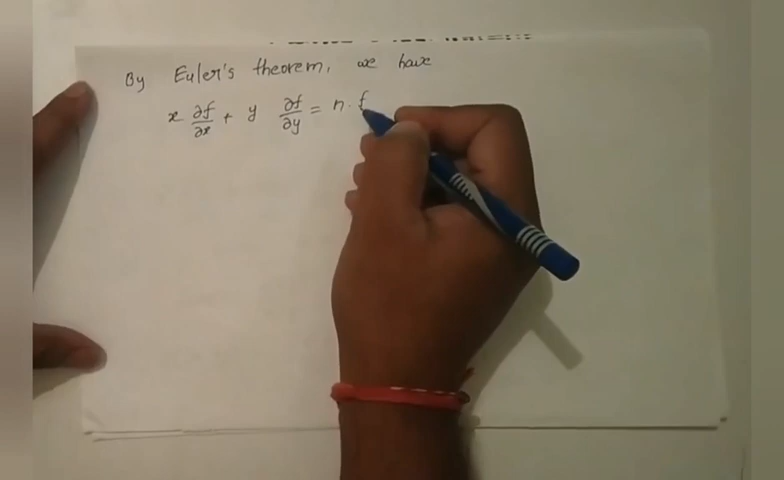 By Euler's theorem, we have
x ∂f/∂x + y ∂f/∂y = n.f